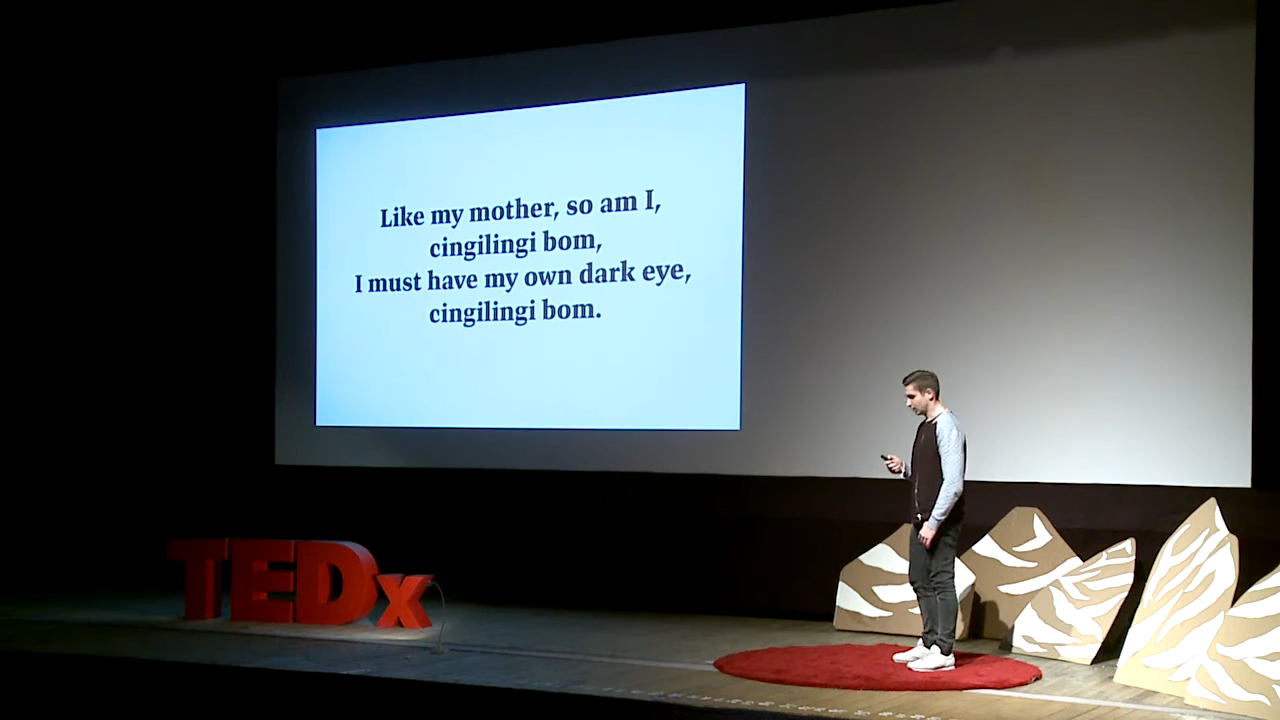 Like my mother, so am I,
cingilingi bom,
I must have my own dark eye,
cingilingi bom.
TEDx